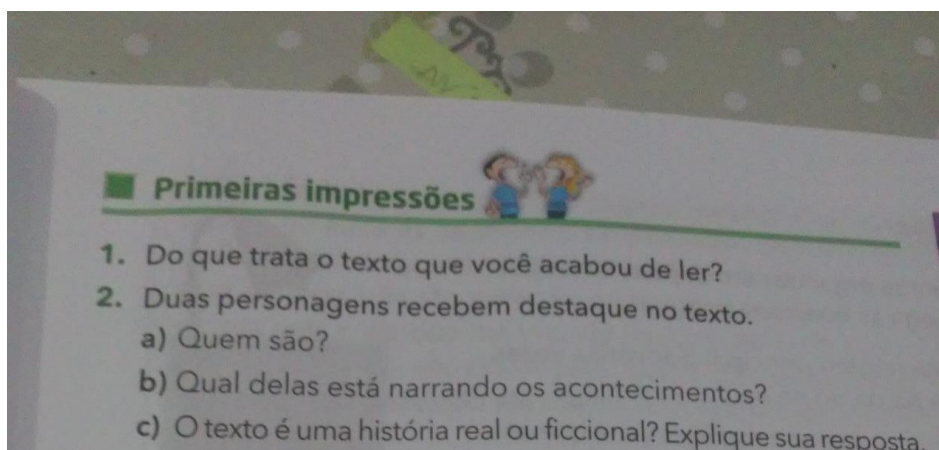 Primeiras impressões
1. Do que trata o texto que você acabou de ler?
2. Duas personagens recebem destaque no texto.
a) Quem são?
b) Qual delas está narrando os acontecimentos?
c) O texto é uma história real ou ficcional? Explique sua resposta.